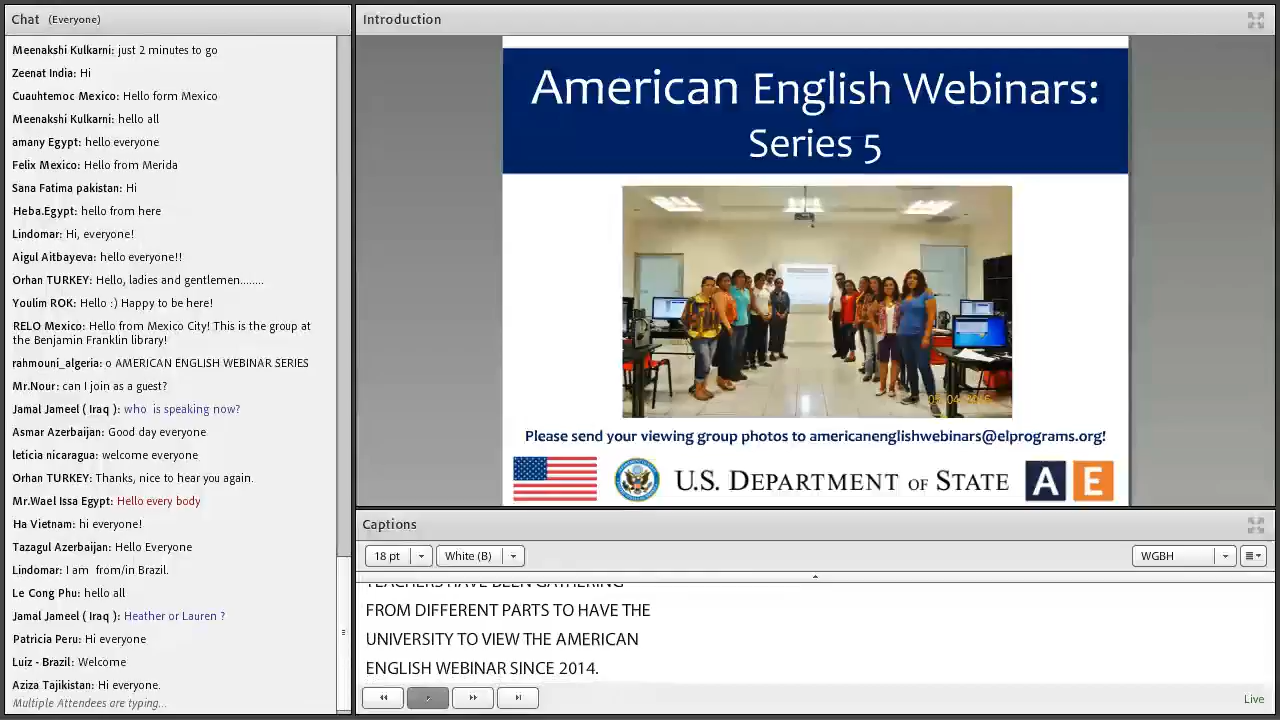 Chat (Everyone)
Meenakshi Kulkarni: just 2 minutes to go
Zeenat India: Hi
Cuauhtemoc Mexico: Hello form Mexico
Meenakshi Kulkarni: hello all
amany Egypt: hello everyone
Felix Mexico: Hello from Merida
Sana Fatima pakistan: Hi
Heba.Egypt: hello from here
Lindomar: Hi, everyone!
Aigul Aitbayeva: hello everyone!!
Orhan TURKEY: Hello, ladies and gentlemen........
Youlim ROK: Hello :) Happy to be here!
RELO Mexico: Hello from Mexico City! This is the group at
the Benjamin Franklin library!
rahmouni_algeria: o AMERICAN ENGLISH WEBINAR SERIES
Mr.Nour: can I join as a guest?
Jamal Jameel ( Iraq ): who is speaking now?
Asmar Azerbaijan: Good day everyone
leticia nicaragua: welcome everyone
Orhan TURKEY: Thanks, nice to hear you again.
Mr.Wael Issa Egypt: Hello every body
Ha Vietnam: hi everyone!
Tazagul Azerbaijan: Hello Everyone
Lindomar: I am from/in Brazil.
Le Cong Phu: hello all
Jamal Jameel ( Iraq ): Heather or Lauren ?
Patricia Peru: Hi everyone
Luiz - Brazil: Welcome
Aziza Tajikistan: Hi everyone.
Multiple Attendees are typing...
Introduction
American English Webinars:
Series 5
Please send your viewing group photos to americanenglishwebinars@elprograms.org!
U.S. DEPARTMENT OF STATE
A E
Captions
18 pt
White (B)
WGBH
TEACHERS HAVE BEEN GATHERING
FROM DIFFERENT PARTS TO HAVE THE
UNIVERSITY TO VIEW THE AMERICAN
ENGLISH WEBINAR SINCE 2014.
Live